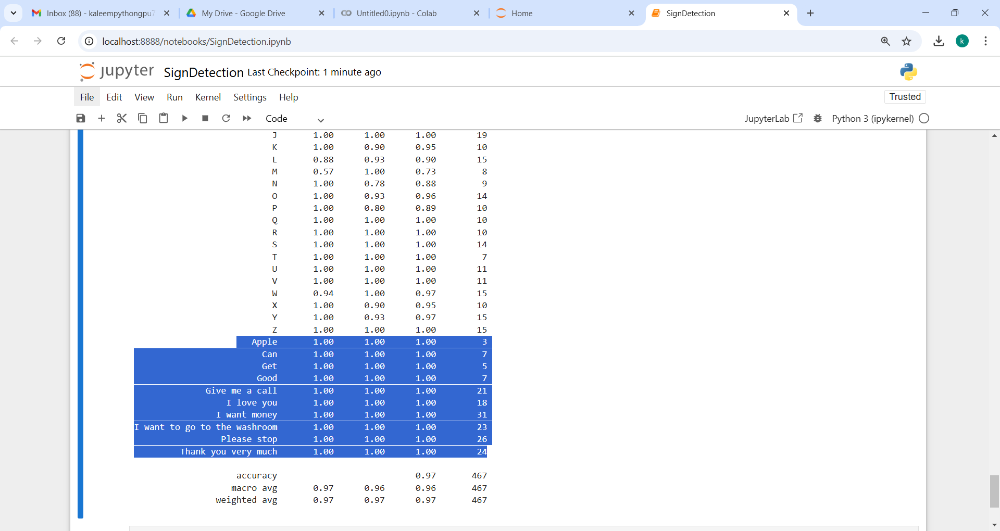 Inbox (88) - kaleempythongpu7
My Drive - Google Drive
Untitled0.ipynb - Colab
Home
SignDetection
localhost:8888/notebooks/SignDetection.ipynb
k
jupyter SignDetection Last Checkpoint: 1 minute ago
File Edit View Run Kernel Settings Help
Trusted
Code
JupyterLab
Python 3 (ipykernel)
J 1.00 1.00 1.00 19
K 1.00 0.90 0.95 10
L 0.88 0.93 0.90 15
M 0.57 1.00 0.73 8
N 1.00 0.78 0.88 9
O 1.00 0.93 0.96 14
P 1.00 0.80 0.89 10
Q 1.00 1.00 1.00 10
R 1.00 1.00 1.00 10
S 1.00 1.00 1.00 14
T 1.00 1.00 1.00 7
U 1.00 1.00 1.00 11
V 1.00 1.00 1.00 11
W 0.94 1.00 0.97 15
X 1.00 0.90 0.95 10
Y 1.00 0.93 0.97 15
Z 1.00 1.00 1.00 15
Apple 1.00 1.00 1.00 3
Can 1.00 1.00 1.00 7
Get 1.00 1.00 1.00 5
Good 1.00 1.00 1.00 7
Give me a call 1.00 1.00 1.00 21
I love you 1.00 1.00 1.00 18
I want money 1.00 1.00 1.00 31
I want to go to the washroom 1.00 1.00 1.00 23
Please stop 1.00 1.00 1.00 26
Thank you very much 1.00 1.00 1.00 24
accuracy 0.97 467
macro avg 0.97 0.96 0.96 467
weighted avg 0.97 0.97 0.97 467